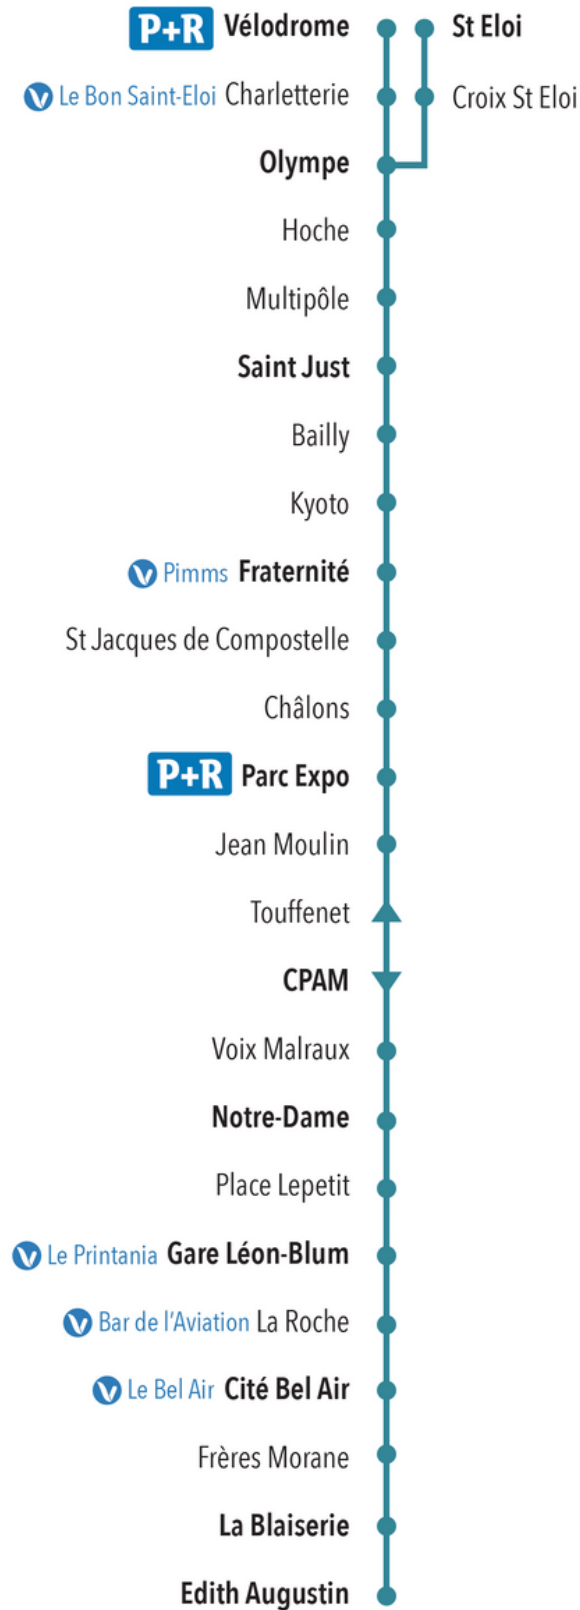 P+R Vélodrome
St Eloi
Le Bon Saint-Eloi Charletterie
Croix St Eloi
Olympe
Hoche
Multipôle
Saint Just
Bailly
Kyoto
Pimms Fraternité
St Jacques de Compostelle
Châlons
P+R Parc Expo
Jean Moulin
Touffenet
CPAM
Voix Malraux
Notre-Dame
Place Lepetit
Le Printania Gare Léon-Blum
Bar de l'Aviation La Roche
Le Bel Air Cité Bel Air
Frères Morane
La Blaiserie
Edith Augustin